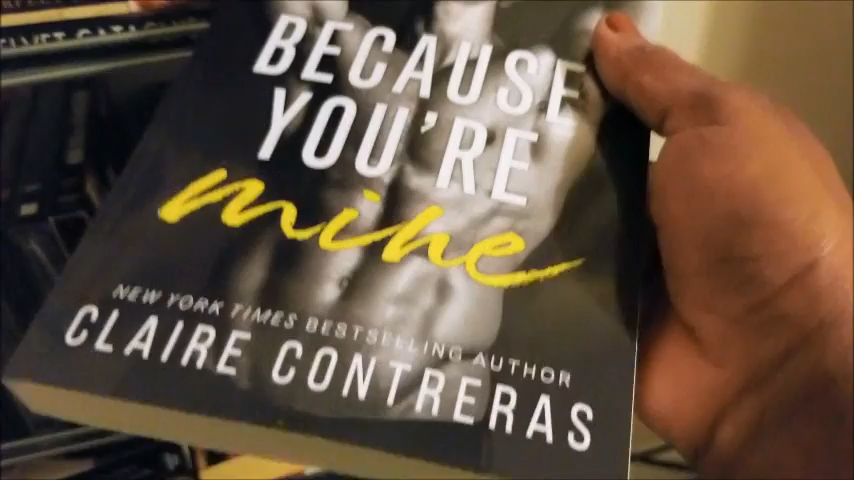 BECAUSE
YOU'RE
mine
NEW YORK TIMES BESTSELLING AUTHOR
CLAIRE CONTRERAS